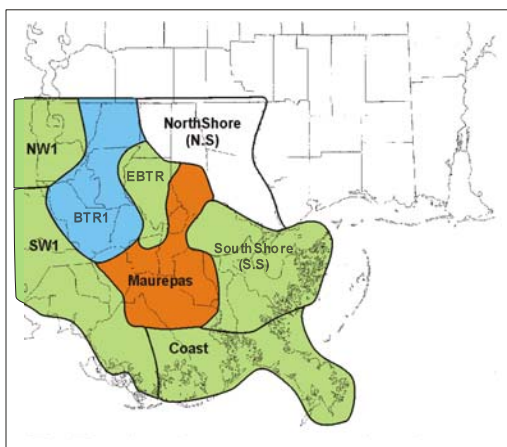 NorthShore
(N.S)
NW1
EBTR
BTR1
SW1
SouthShore
(S.S)
Maurepas
Coast